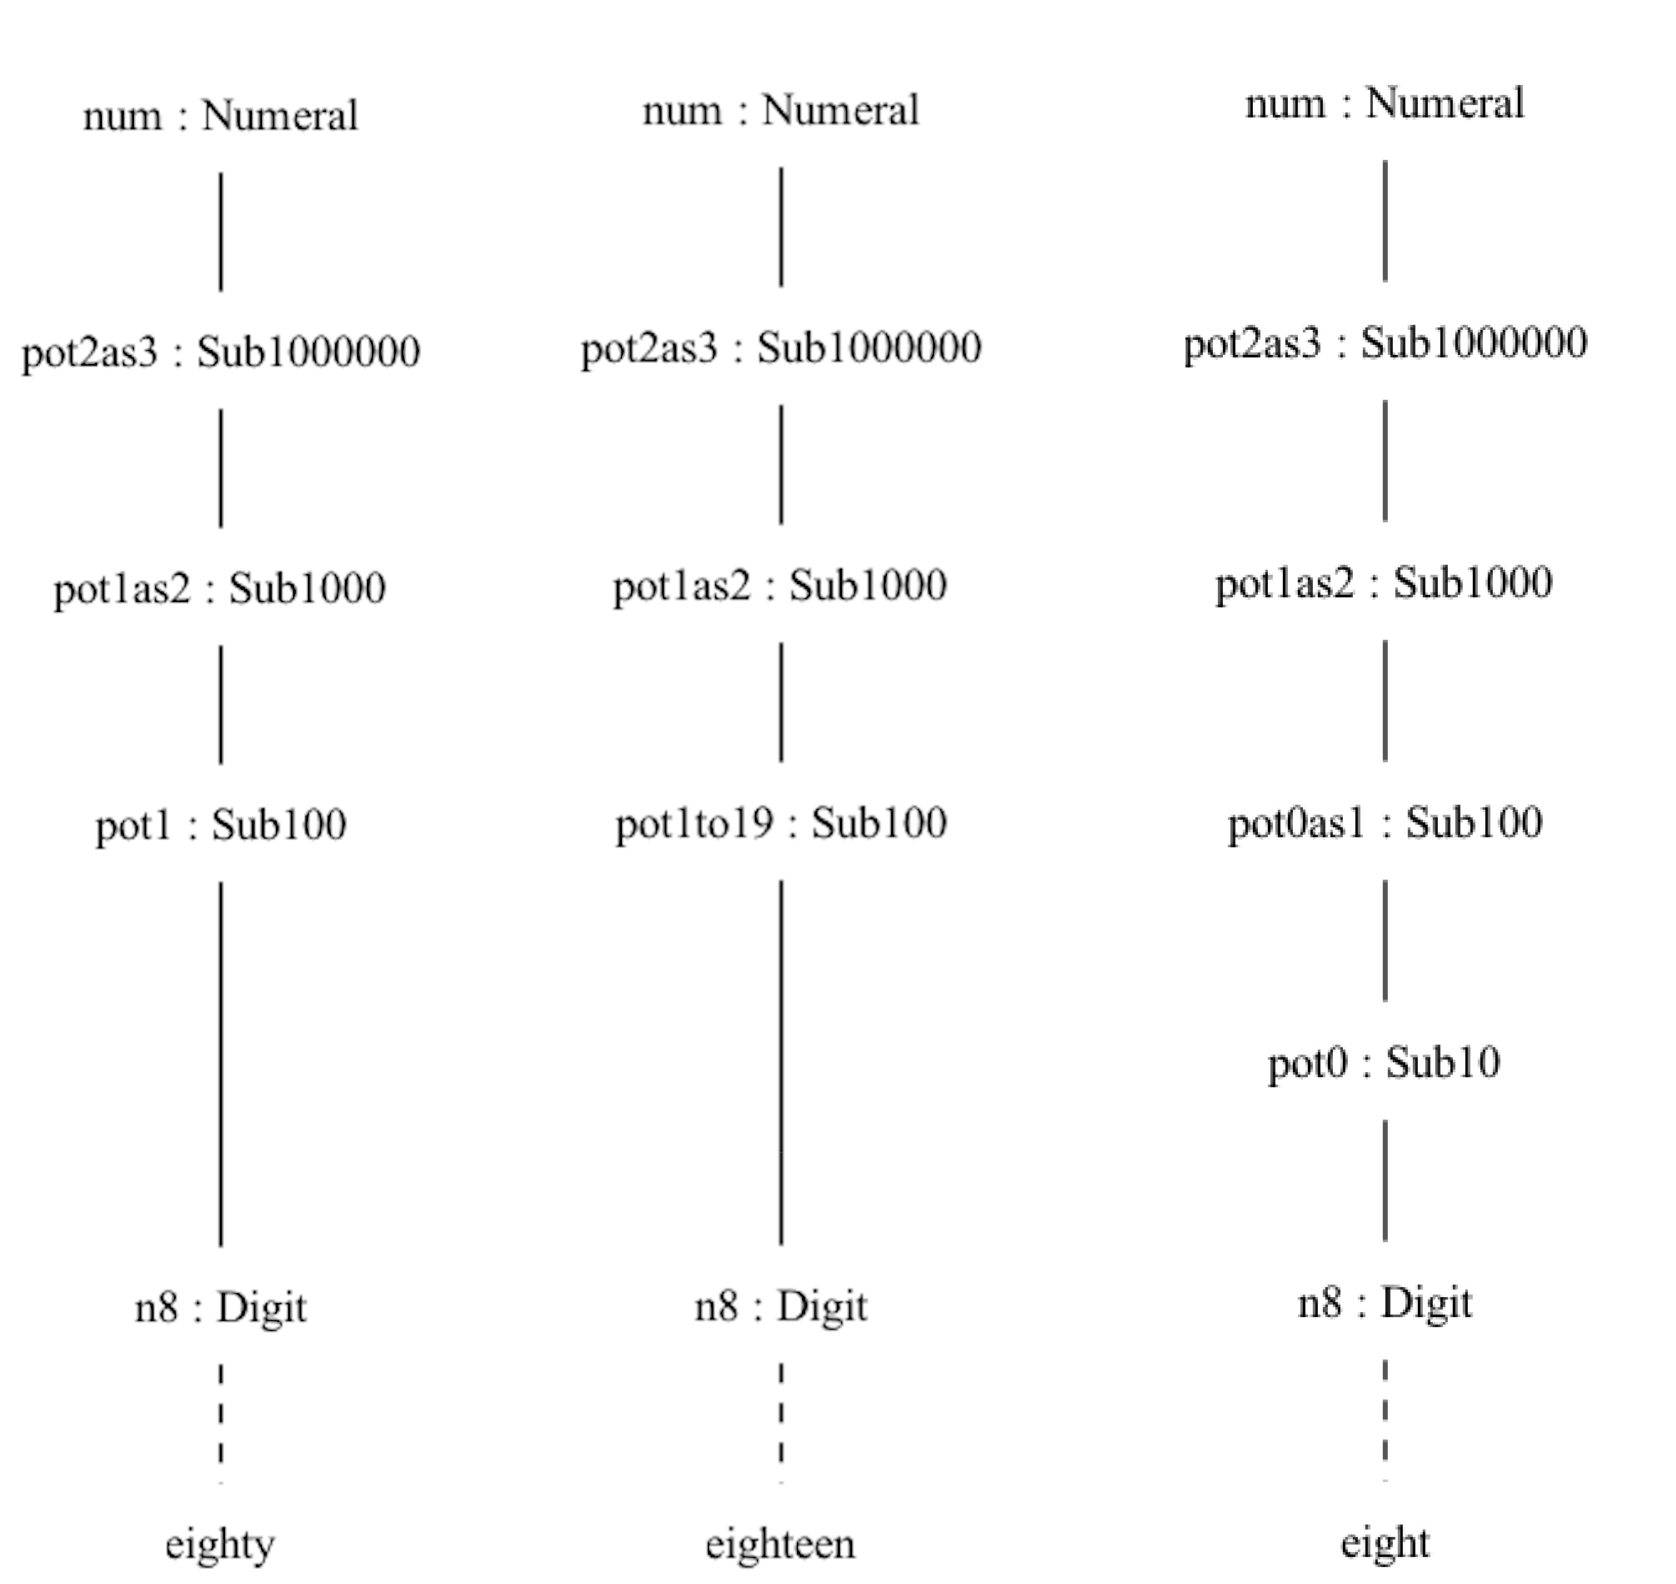 num : Numeral
pot2as3 : Sub1000000
pot1as2 : Sub1000
pot1 : Sub100
n8 : Digit
eighty
num : Numeral
pot2as3 : Sub1000000
pot1as2 : Sub1000
pot1to19 : Sub100
n8 : Digit
eighteen
num : Numeral
pot2as3 : Sub1000000
pot1as2 : Sub1000
pot0as1 : Sub100
pot0 : Sub10
n8 : Digit
eight